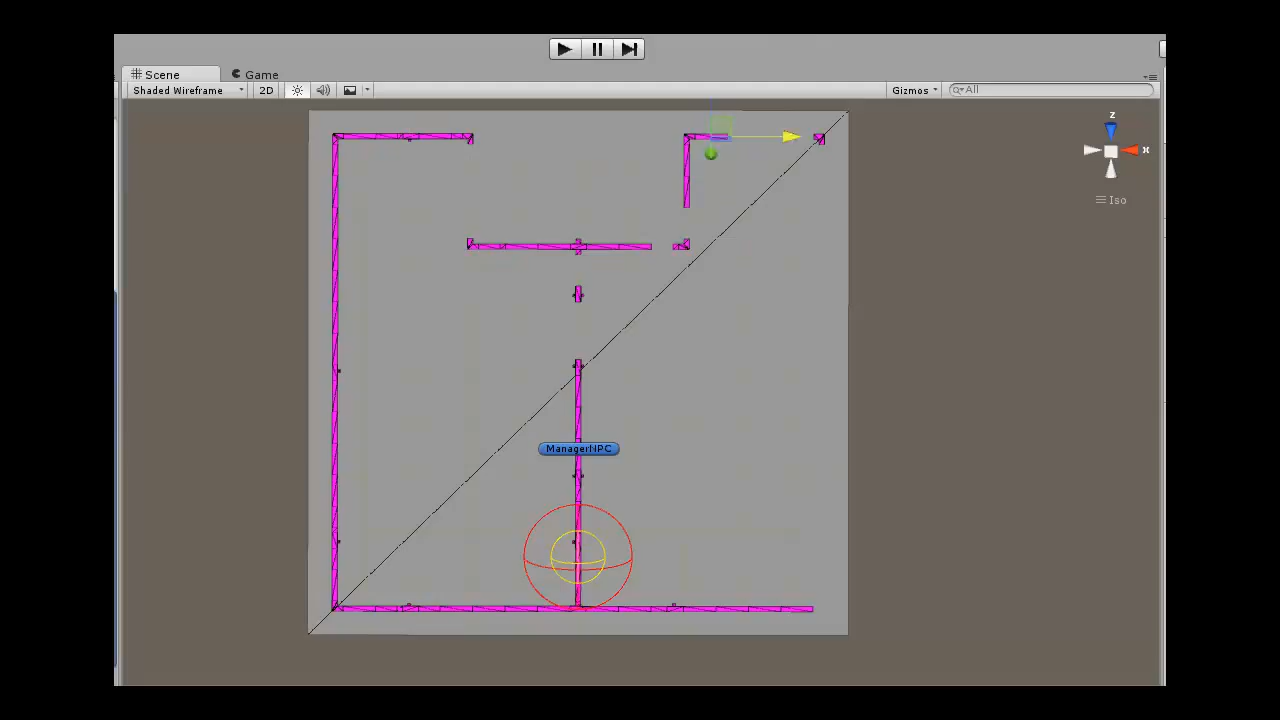 Scene Game
Shaded Wireframe 2D Gizmos All
z
x
Iso
ManagerNPC